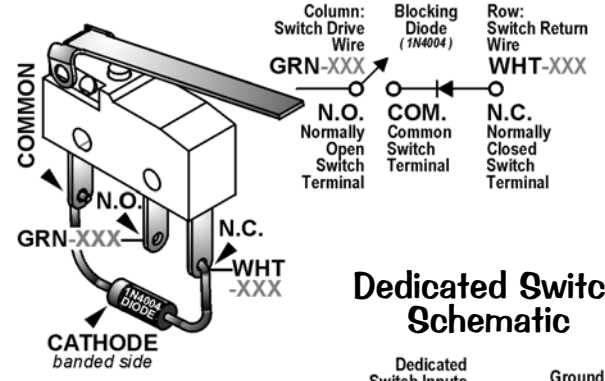 Column:
Switch Drive
Wire
GRN-XXX
Blocking
Diode
(1N4004)
Row:
Switch Return
Wire
WHT-XXX
N.O.
Normally
Open
Switch
Terminal
COM.
Common
Switch
Terminal
N.C.
Normally
Closed
Switch
Terminal
COMMON
N.O.
GRN-XXX
N.C.
WHT
-XXX
1N4004
DIODE
CATHODE
banded side
Dedicated Switc
Schematic
Dedicated
Switch Inputs
Ground